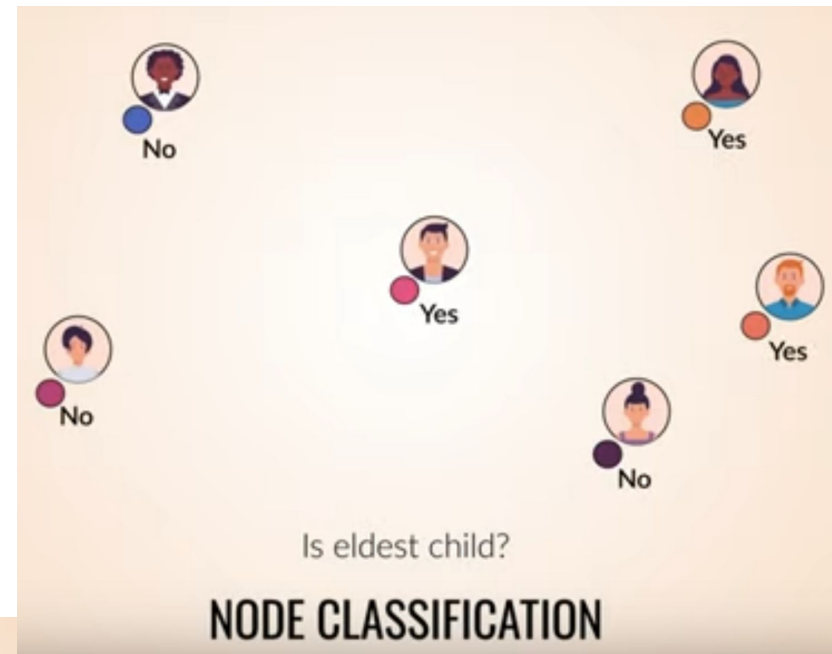 No
Yes
Yes
Yes
No
No
Is eldest child?
NODE CLASSIFICATION